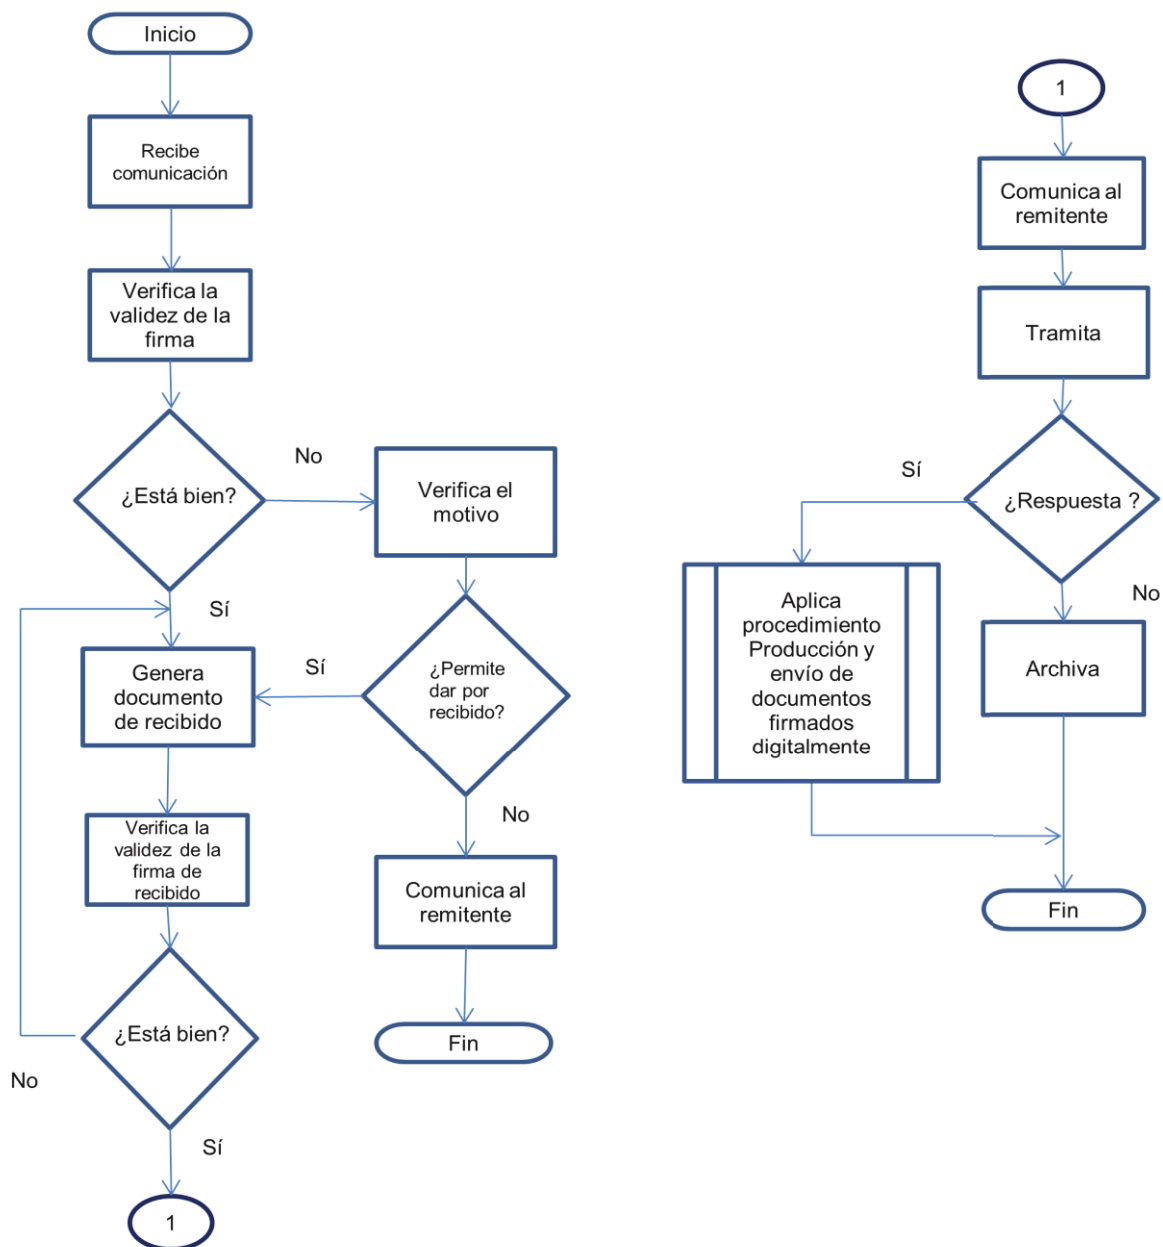 Inicio
Recibe
comunicación
Verifica la
validez de la
firma
¿Está bien?
No
Verifica el
motivo
Sí
¿Permite
dar por
recibido?
Sí
Genera
documento
de recibido
No
Verifica la
validez de la
firma de
recibido
Comunica al
remitente
Fin
¿Está bien?
No
Sí
1
1
Comunica al
remitente
Tramita
¿Respuesta ?
Sí
Aplica
procedimiento
Producción y
envío de
documentos
firmados
digitalmente
No
Archiva
Fin